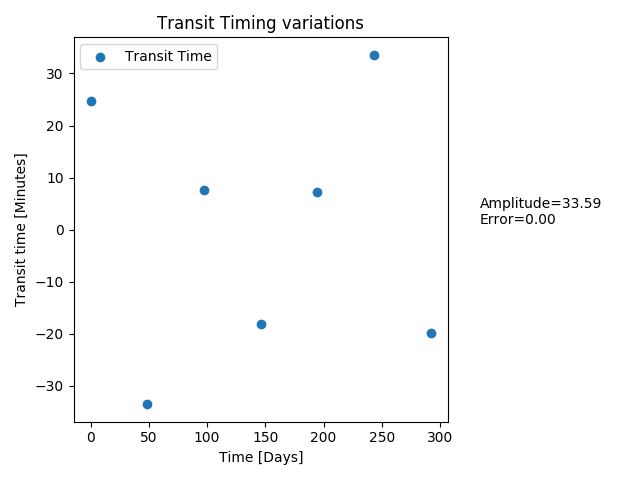 Transit Timing variations
Transit Time
30
20
10
0
−10
−20
−30
Transit time [Minutes]
0
50
100
150
200
250
300
Time [Days]
Amplitude=33.59
Error=0.00